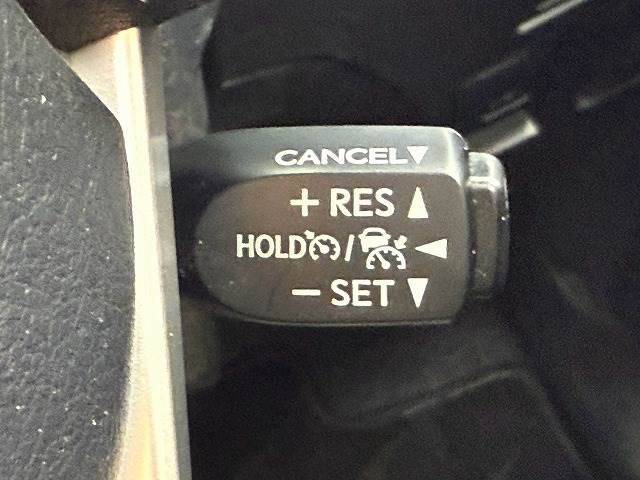 CANCEL▼
+ RES ▲
HOLD / ◀
− SET ▼